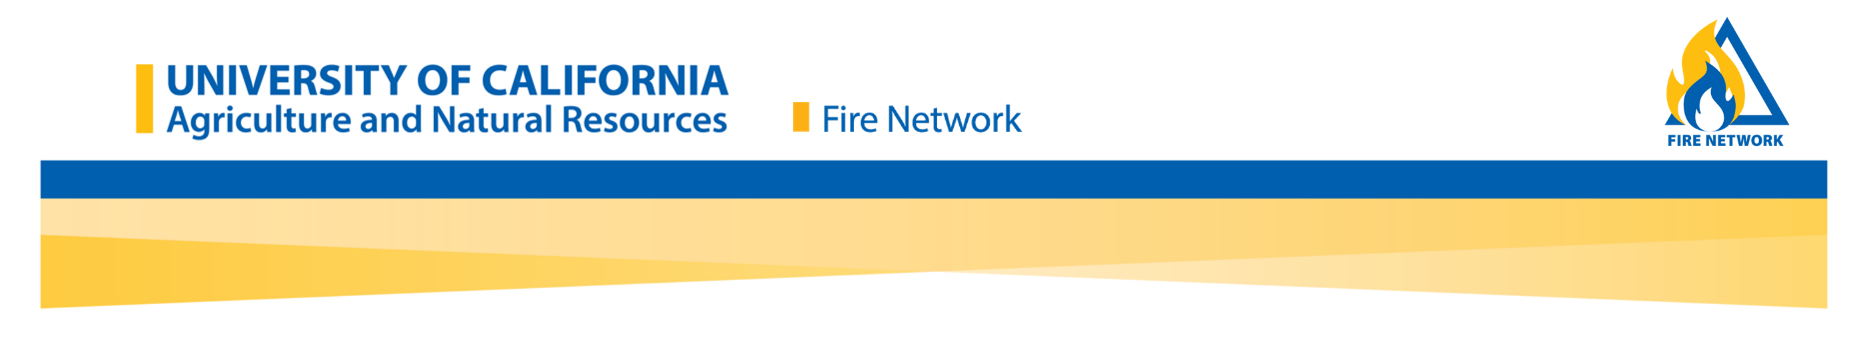 UNIVERSITY OF CALIFORNIA
Agriculture and Natural Resources
Fire Network
FIRE NETWORK